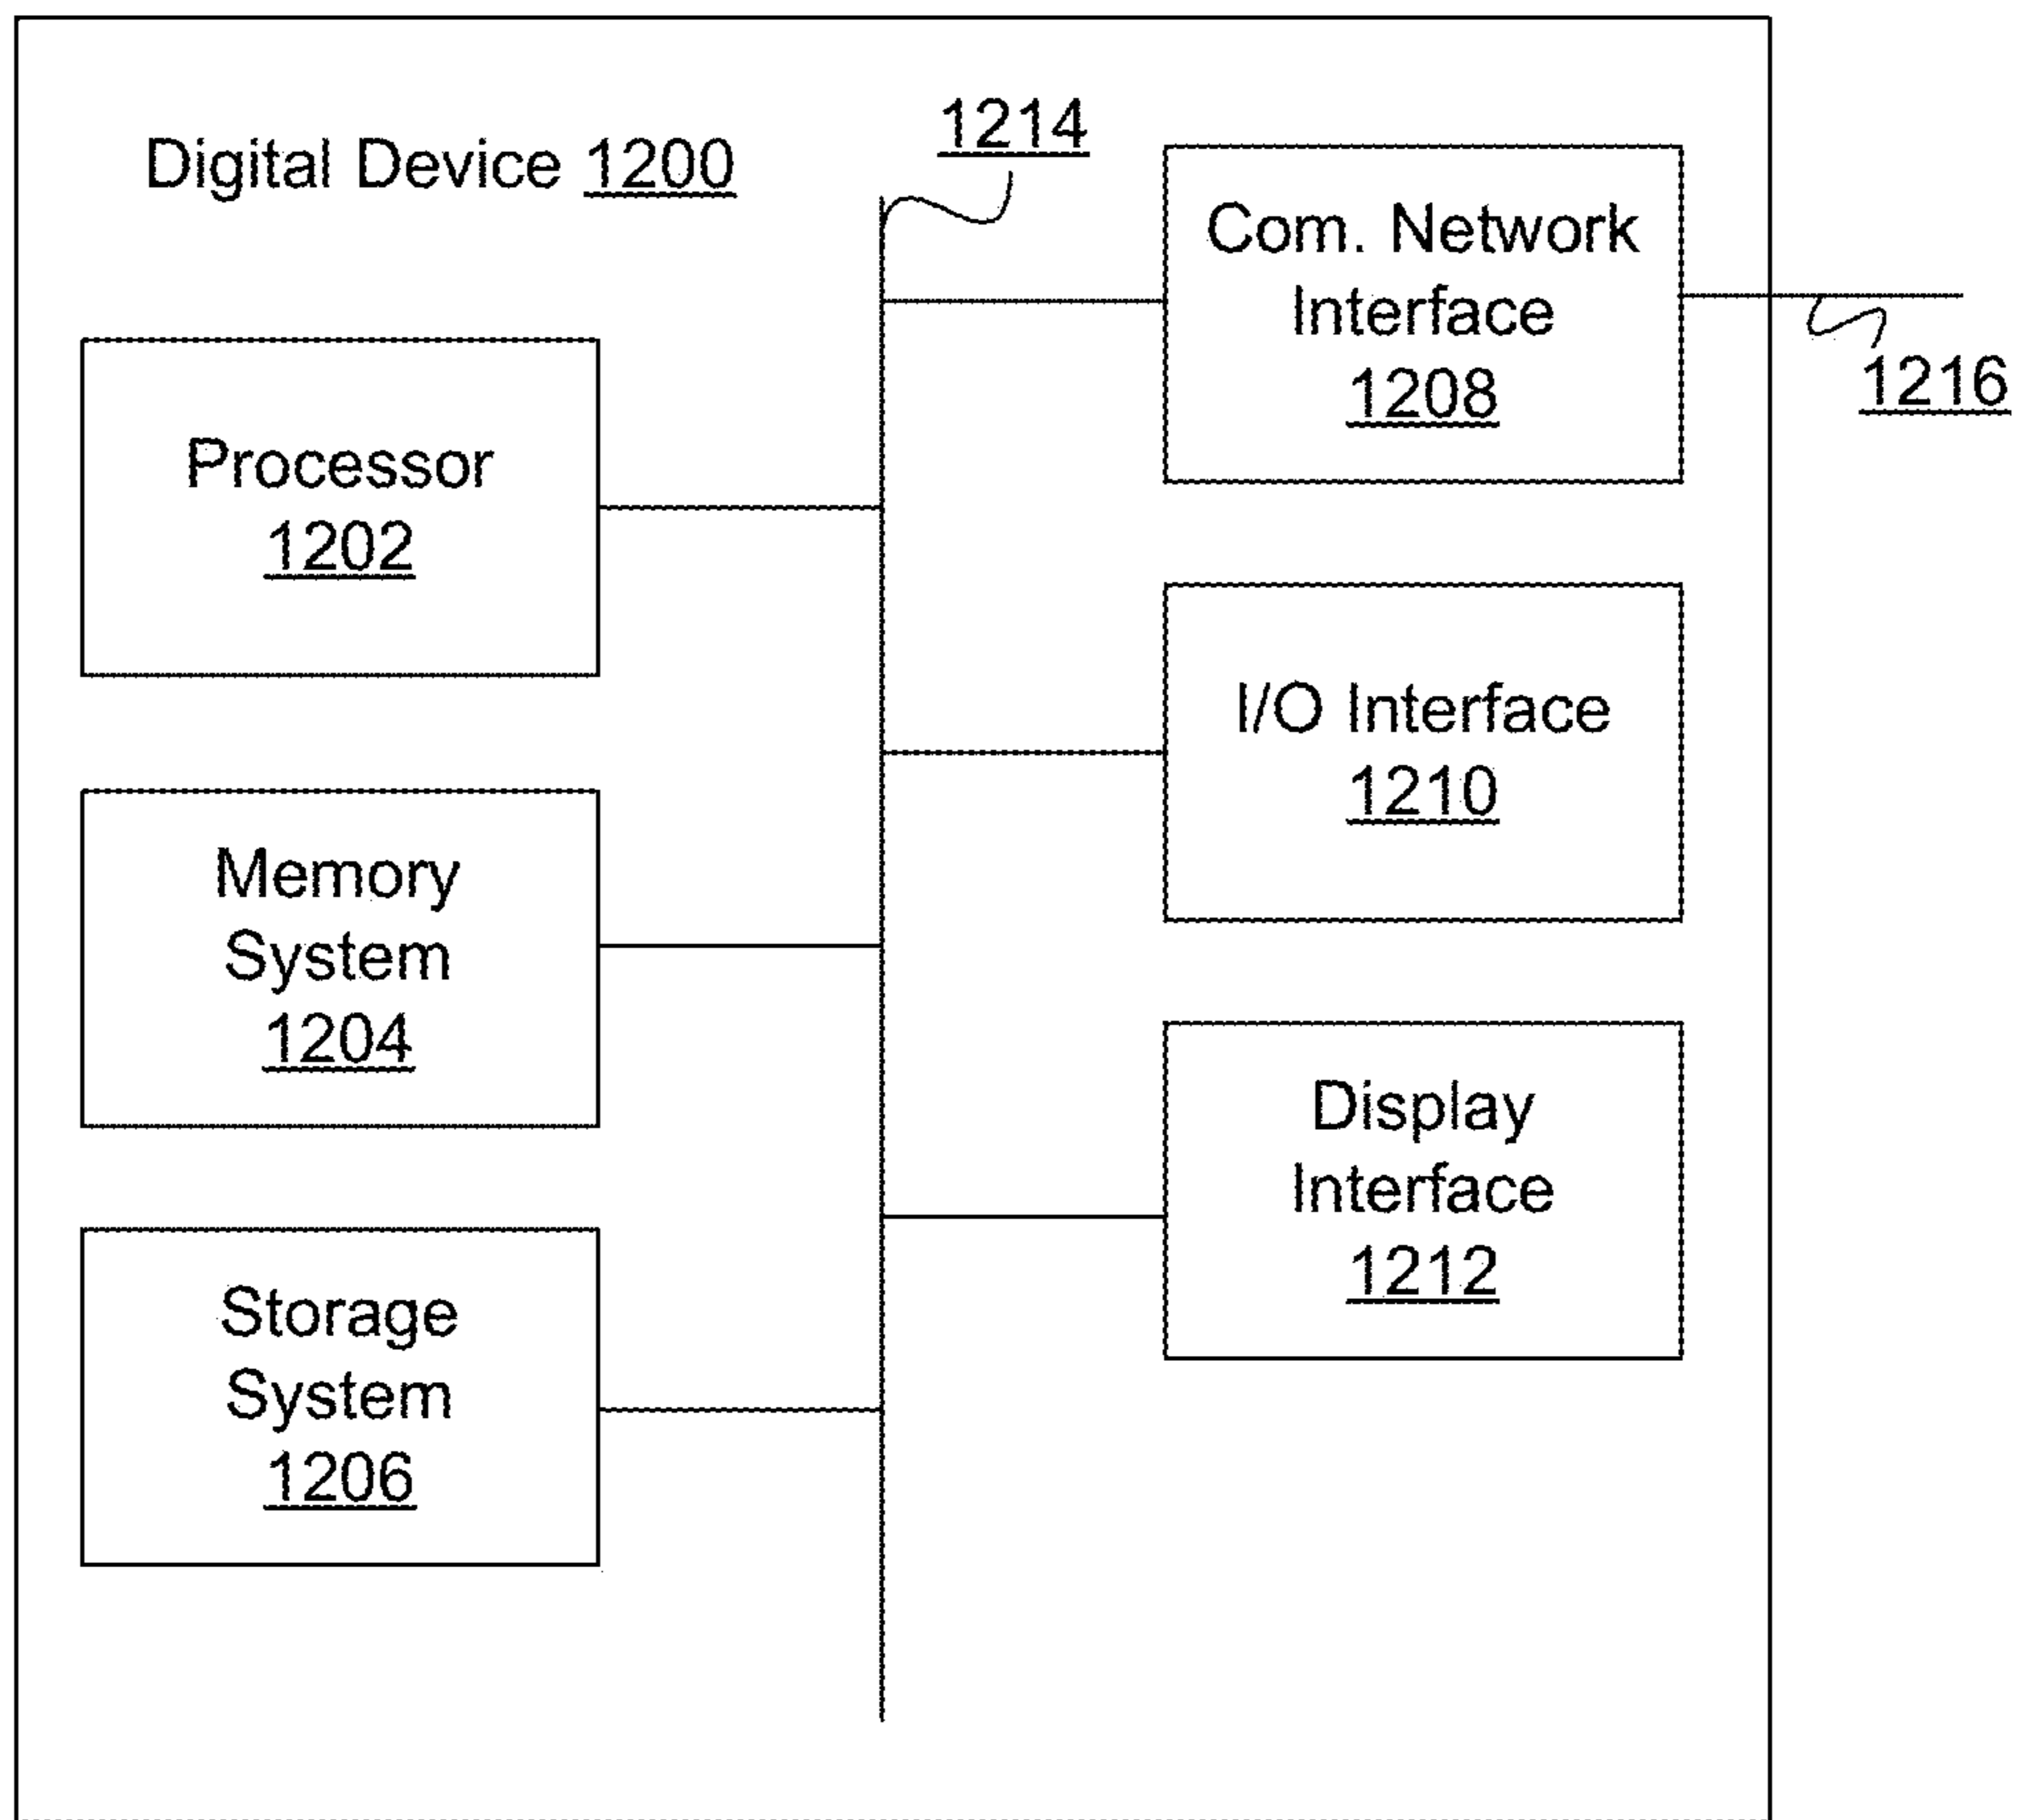 Digital Device 1200
1214
Com. Network
Interface
1208
1216
Processor
1202
I/O Interface
1210
Memory
System
1204
Display
Interface
1212
Storage
System
1206